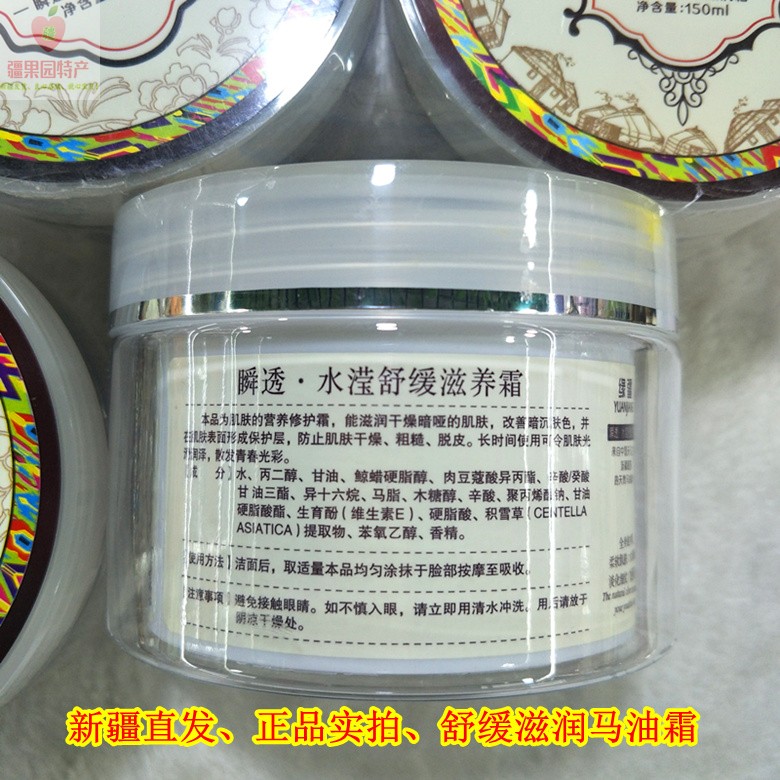 疆果园特产
净含量:
净含量:150ml
瞬透·水滢舒缓滋养霜
本品为肌肤的营养修护霜,能滋润干燥暗哑的肌肤,改善暗沉肤色,并
在肌肤表面形成保护层,防止肌肤干燥、粗糙、脱皮。长时间使用可令肌肤光
滑润泽,散发青春光彩。
成 分〕水、丙二醇、甘油、鲸蜡硬脂醇、肉豆蔻酸异丙酯、辛酸/癸酸
甘油三酯、异十六烷、马脂、木糖醇、辛酸、聚丙烯酸钠、甘油
硬脂酸酯、生育酚(维生素E)、硬脂酸、积雪草(CENTELLA
ASIATICA)提取物、苯氧乙醇、香精。
使用方法〕洁面后,取适量本品均匀涂抹于脸部按摩至吸收。
注意事项〕避免接触眼睛。如不慎入眼,请立即用清水冲洗。用后请放于
阴凉干燥处。
The natural
新疆直发、正品实拍、舒缓滋润马油霜